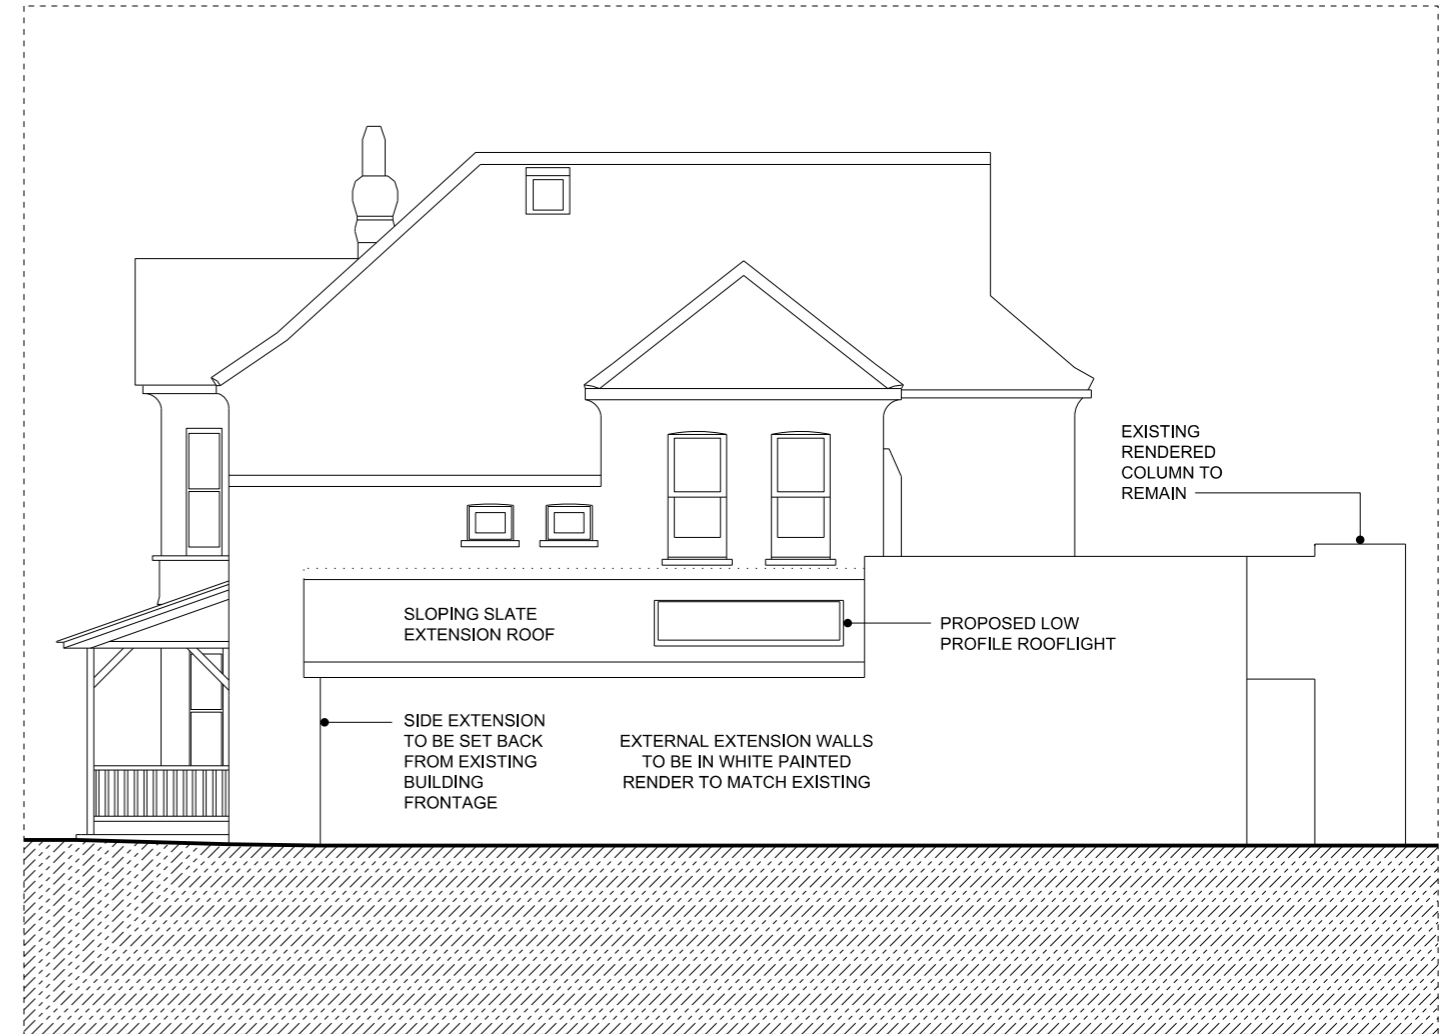 EXISTING
RENDERED
COLUMN TO
REMAIN
SLOPING SLATE
EXTENSION ROOF
PROPOSED LOW
PROFILE ROOFLIGHT
SIDE EXTENSION
TO BE SET BACK
FROM EXISTING
BUILDING
FRONTAGE
EXTERNAL EXTENSION WALLS
TO BE IN WHITE PAINTED
RENDER TO MATCH EXISTING